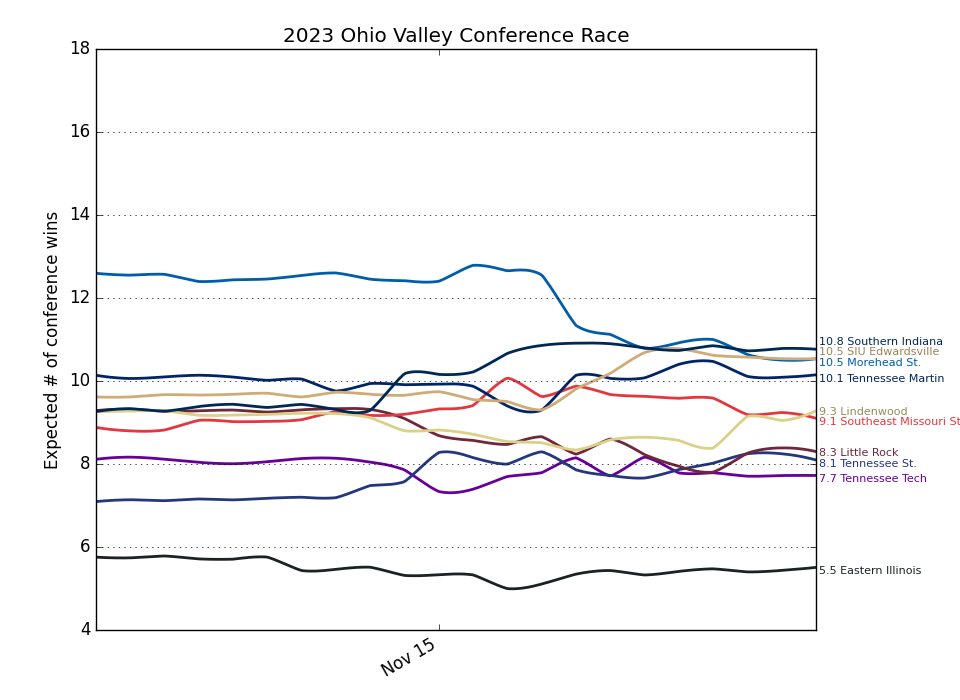 2023 Ohio Valley Conference Race
Expected # of conference wins
18
16
14
12
10
8
6
4
Nov 15
10.8 Southern Indiana
10.5 SIU Edwardsville
10.5 Morehead St.
10.1 Tennessee Martin
9.3 Lindenwood
9.1 Southeast Missouri St
8.3 Little Rock
8.1 Tennessee St.
7.7 Tennessee Tech
5.5 Eastern Illinois